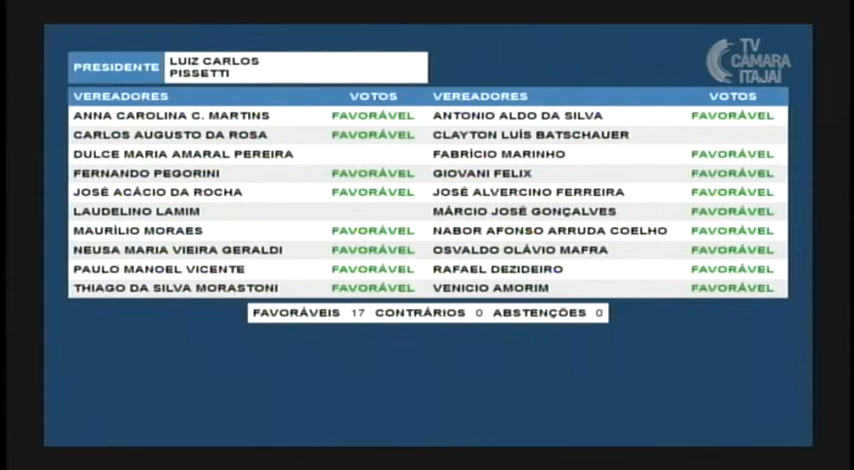 PRESIDENTE LUIZ CARLOS PISSETTI
TV CÂMARA ITAJAÍ
VEREADORES VOTOS VEREADORES VOTOS
ANNA CAROLINA C. MARTINS FAVORÁVEL ANTONIO ALDO DA SILVA FAVORÁVEL
CARLOS AUGUSTO DA ROSA FAVORÁVEL CLAYTON LUÍS BATSCHAUER
DULCE MARIA AMARAL PEREIRA FABRÍCIO MARINHO FAVORÁVEL
FERNANDO PEGORINI FAVORÁVEL GIOVANI FELIX FAVORÁVEL
JOSÉ ACÁCIO DA ROCHA FAVORÁVEL JOSÉ ALVERCINO FERREIRA FAVORÁVEL
LAUDELINO LAMIM MÁRCIO JOSÉ GONÇALVES FAVORÁVEL
MAURÍLIO MORAES FAVORÁVEL NABOR AFONSO ARRUDA COELHO FAVORÁVEL
NEUSA MARIA VIEIRA GERALDI FAVORÁVEL OSVALDO OLÁVIO MAFRA FAVORÁVEL
PAULO MANOEL VICENTE FAVORÁVEL RAFAEL DEZIDEIRO FAVORÁVEL
THIAGO DA SILVA MORASTONI FAVORÁVEL VENICIO AMORIM FAVORÁVEL
FAVORÁVEIS 17 CONTRÁRIOS 0 ABSTENÇÕES 0